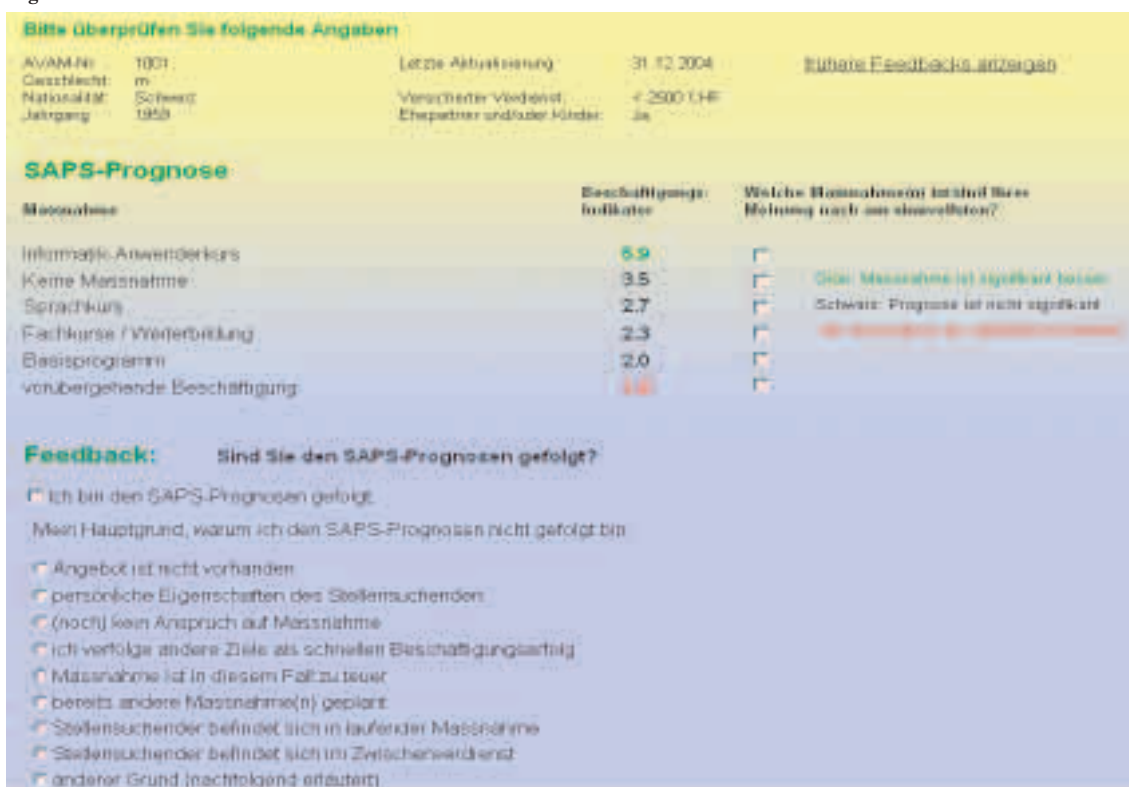 Bitte überprüfen Sie folgende Angaben
AVAM-Nr 1001 Letzte Aktualisierung 31.12.2004 frühere Feedbacks anzeigen
Geschlecht: m
Nationalität: Schweiz Versicherter Verdienst: < 2500 CHF
Jahrgang 1959 Ehepartner und/oder Kinder: Ja
SAPS-Prognose
Massnahme Beschäftigungs- Indikator Welche Massnahme(n) ist/sind Ihrer Meinung nach am sinnvollsten?
Informatik-Anwenderkurs 5.9
Keine Massnahme 3.5 Grün: Massnahme ist signifikant besser
Sprachkurs 2.7 Schwarz: Prognose ist nicht signifikant
Fachkurse / Weiterbildung 2.3
Basisprogramm 2.0
vorübergehende Beschäftigung
Feedback: Sind Sie den SAPS-Prognosen gefolgt?
Ich bin den SAPS-Prognosen gefolgt
Mein Hauptgrund, warum ich den SAPS-Prognosen nicht gefolgt bin
Angebot ist nicht vorhanden
persönliche Eigenschaften des Stellensuchenden
(noch) kein Anspruch auf Massnahme
ich verfolge andere Ziele als schnellen Beschäftigungserfolg
Massnahme ist in diesem Fall zu teuer
bereits andere Massnahme(n) geplant
Stellensuchender befindet sich in laufender Massnahme
Stellensuchender befindet sich im Zwischenverdienst
anderer Grund (nachfolgend erläutert)